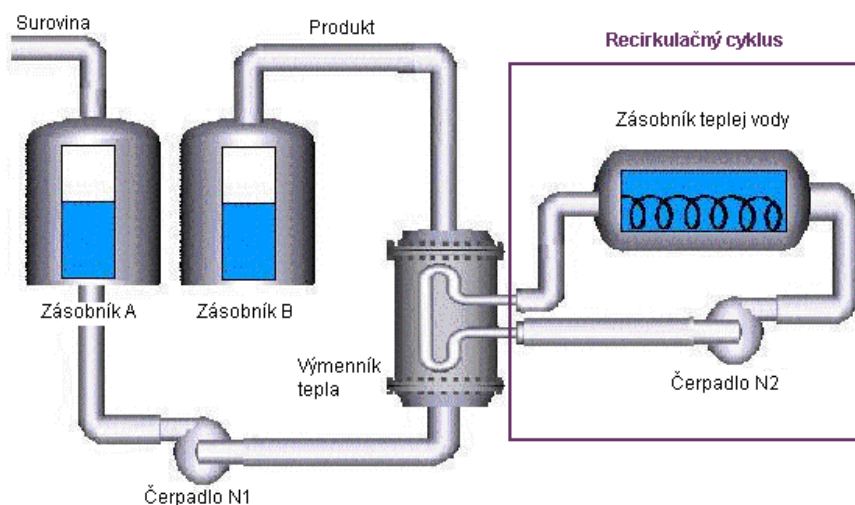 Surovina
Produkt
Recirkulačný cyklus
Zásobník teplej vody
Zásobník A
Zásobník B
Výmenník
tepla
Čerpadlo N2
Čerpadlo N1